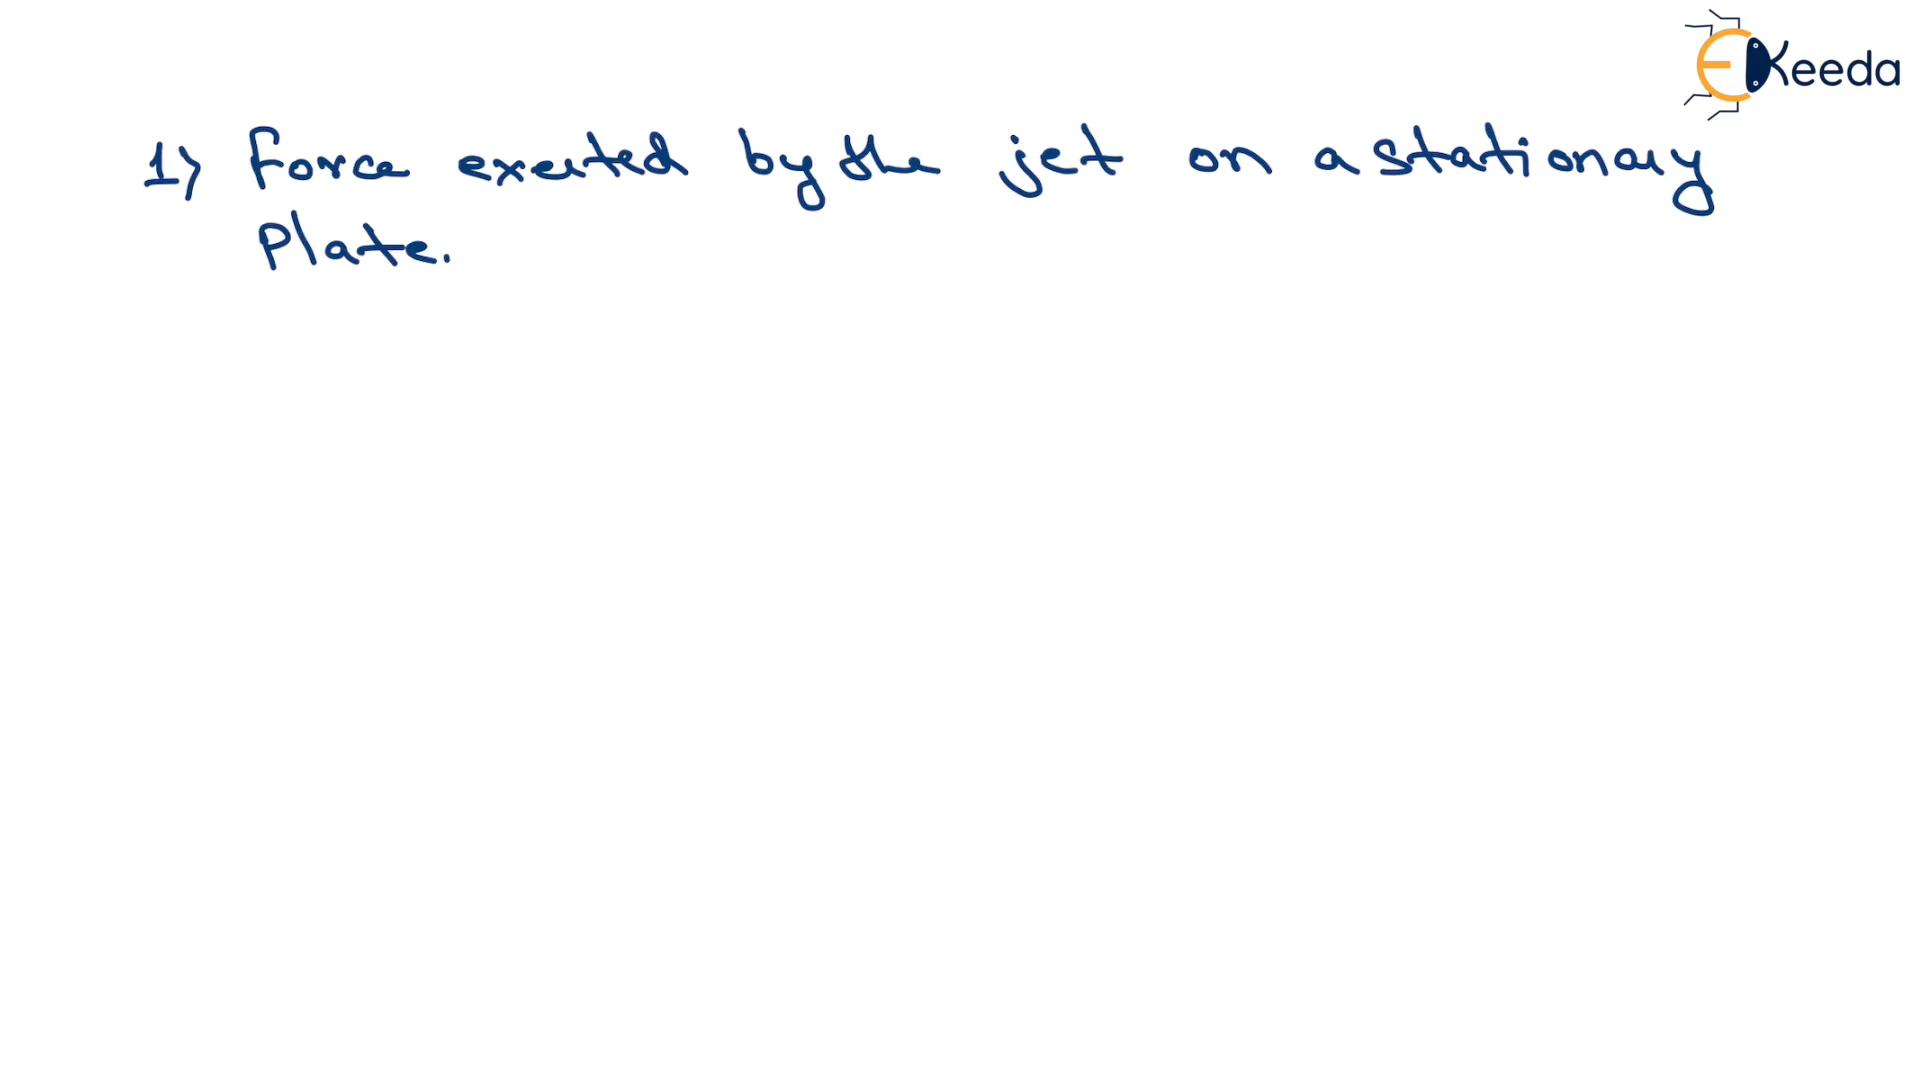 EKeeda
1) Force exerted by the jet on a stationary
Plate.